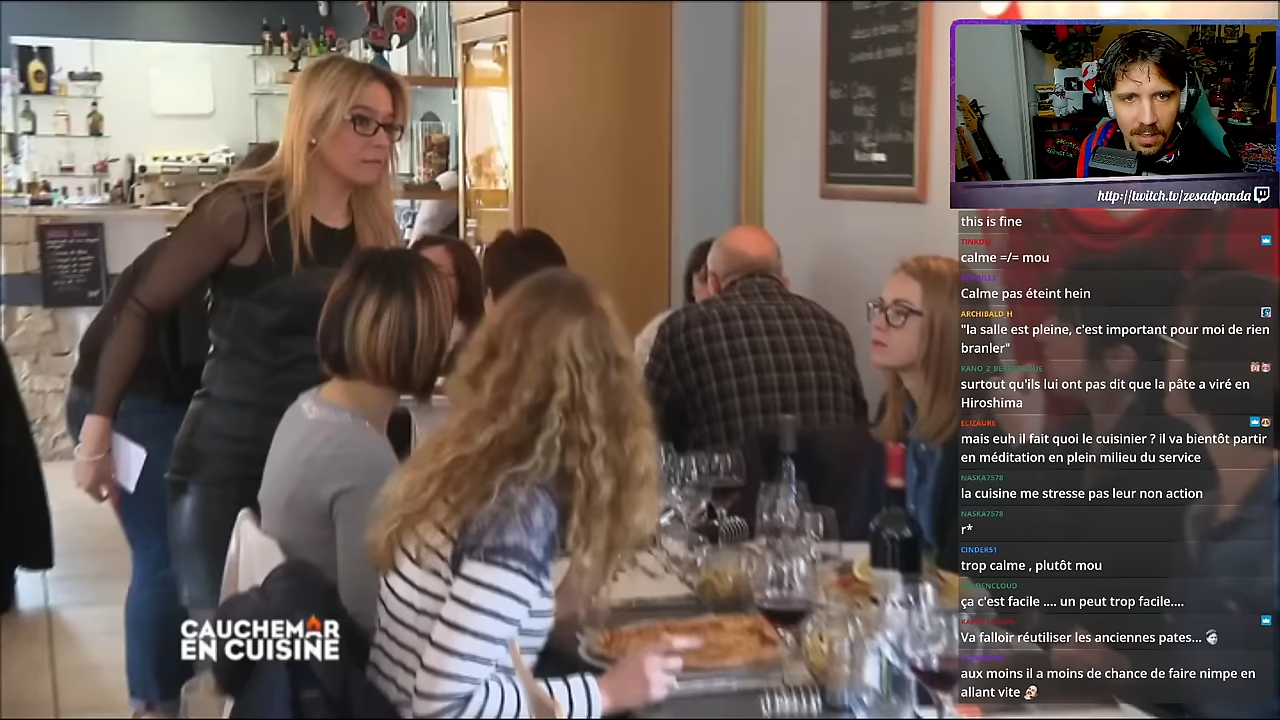 http://twitch.tv/zesadpanda
this is fine
calme =/= mou
Calme pas éteint hein
ARCHIBALD_H
"la salle est pleine, c'est important pour moi de rien
branler"
surtout qu'ils lui ont pas dit que la pâte a viré en
Hiroshima
ELIZAURE
mais euh il fait quoi le cuisinier ? il va bientôt partir
en méditation en plein milieu du service
NASKA7578
la cuisine me stresse pas leur non action
NASKA7578
r*
CINDER51
trop calme , plutôt mou
ça c'est facile .... un peut trop facile....
Va falloir réutiliser les anciennes pates...
aux moins il a moins de chance de faire nimpe en
allant vite
CAUCHEMAR
EN CUISINE